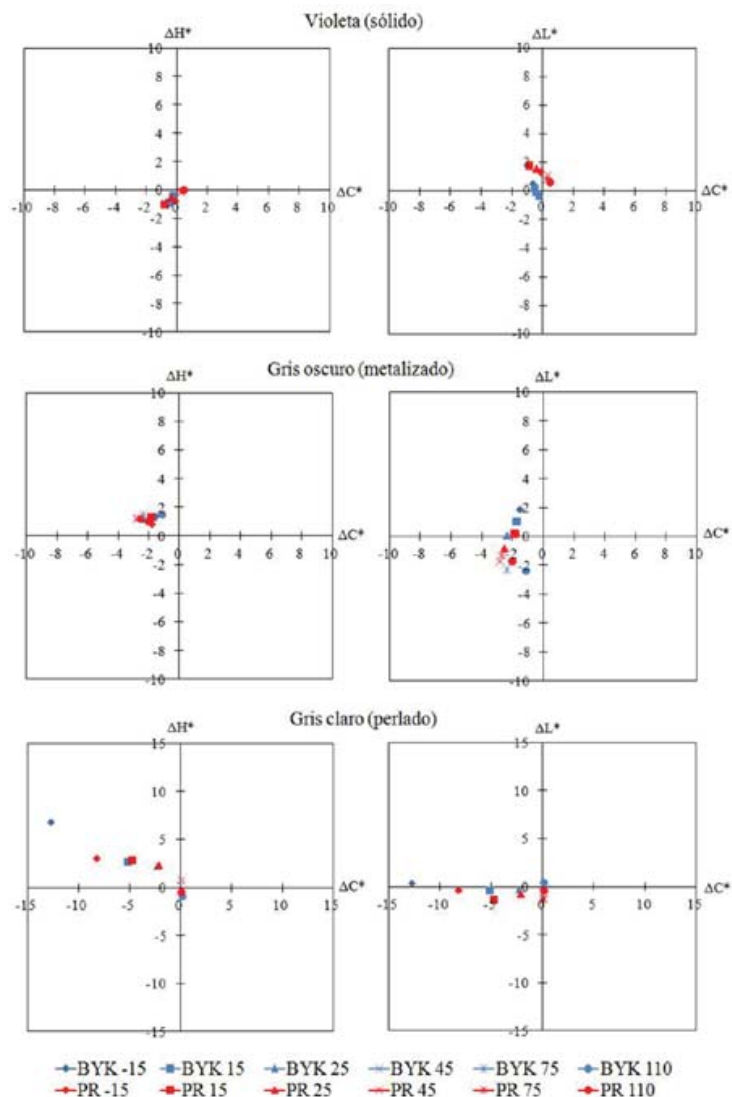 Violeta (sólido)
ΔH*
10
8
6
4
2
0
-10 -8 -6 -4 -2 0 2 4 6 8 10
ΔC*
-2
-4
-6
-8
-10
ΔL*
10
8
6
4
2
0
-10 -8 -6 -4 -2 0 2 4 6 8 10
ΔC*
-2
-4
-6
-8
-10
Gris oscuro (metalizado)
ΔH*
10
8
6
4
2
0
-10 -8 -6 -4 -2 0 2 4 6 8 10
ΔC*
-2
-4
-6
-8
-10
ΔL*
10
8
6
4
2
0
-10 -8 -6 -4 -2 0 2 4 6 8 10
ΔC*
-2
-4
-6
-8
-10
Gris claro (perlado)
ΔH*
15
10
5
0
-15 -10 -5 0 5 10 15
ΔC*
-5
-10
-15
ΔL*
15
10
5
0
-15 -10 -5 0 5 10 15
ΔC*
-5
-10
-15
BYK -15 BYK 15 BYK 25 BYK 45 BYK 75 BYK 110
PR -15 PR 15 PR 25 PR 45 PR 75 PR 110